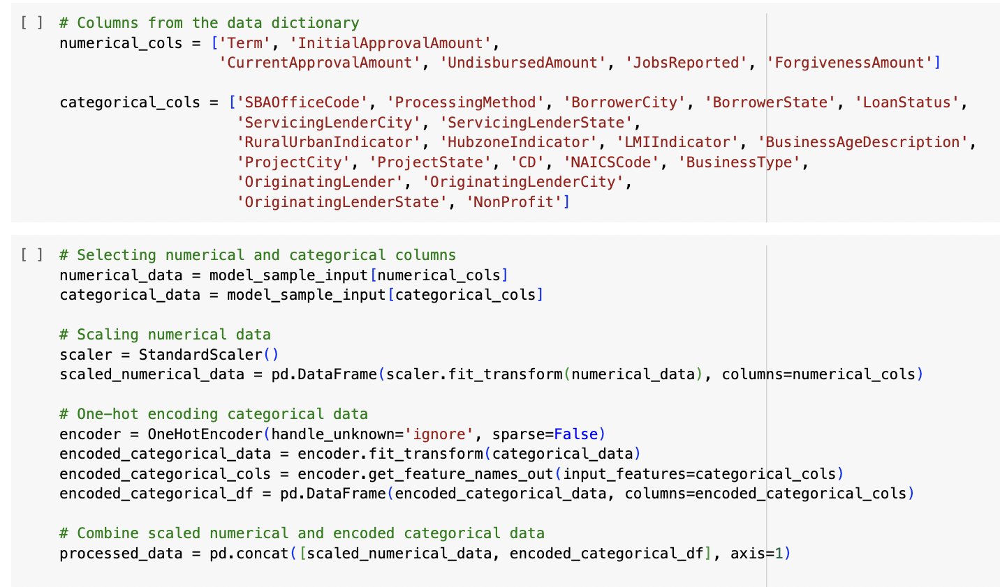 [ ] # Columns from the data dictionary
numerical_cols = ['Term', 'InitialApprovalAmount',
'CurrentApprovalAmount', 'UndisbursedAmount', 'JobsReported', 'ForgivenessAmount']
categorical_cols = ['SBAOfficeCode', 'ProcessingMethod', 'BorrowerCity', 'BorrowerState', 'LoanStatus',
'ServicingLenderCity', 'ServicingLenderState',
'RuralUrbanIndicator', 'HubzoneIndicator', 'LMIIndicator', 'BusinessAgeDescription',
'ProjectCity', 'ProjectState', 'CD', 'NAICSCode', 'BusinessType',
'OriginatingLender', 'OriginatingLenderCity',
'OriginatingLenderState', 'NonProfit']
[ ] # Selecting numerical and categorical columns
numerical_data = model_sample_input[numerical_cols]
categorical_data = model_sample_input[categorical_cols]
# Scaling numerical data
scaler = StandardScaler()
scaled_numerical_data = pd.DataFrame(scaler.fit_transform(numerical_data), columns=numerical_cols)
# One-hot encoding categorical data
encoder = OneHotEncoder(handle_unknown='ignore', sparse=False)
encoded_categorical_data = encoder.fit_transform(categorical_data)
encoded_categorical_cols = encoder.get_feature_names_out(input_features=categorical_cols)
encoded_categorical_df = pd.DataFrame(encoded_categorical_data, columns=encoded_categorical_cols)
# Combine scaled numerical and encoded categorical data
processed_data = pd.concat([scaled_numerical_data, encoded_categorical_df], axis=1)